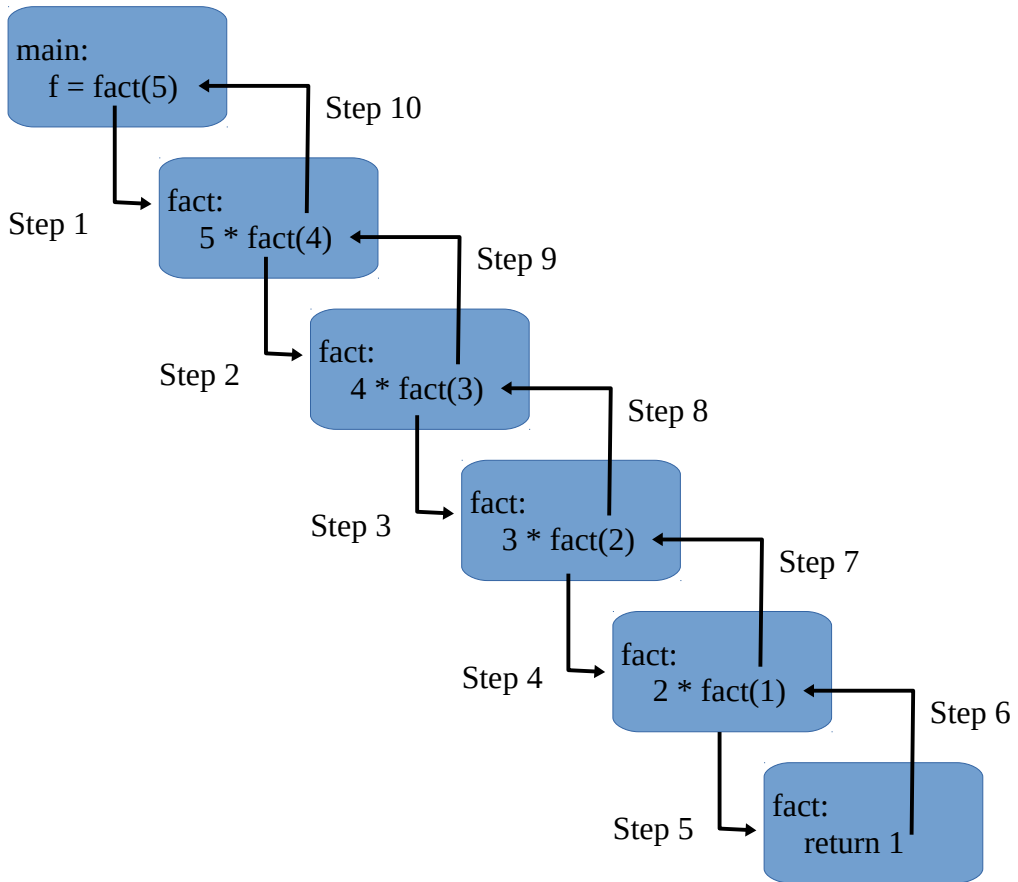 main:
f = fact(5)
Step 10
Step 1
fact:
5 * fact(4)
Step 9
Step 2
fact:
4 * fact(3)
Step 8
Step 3
fact:
3 * fact(2)
Step 7
Step 4
fact:
2 * fact(1)
Step 6
Step 5
fact:
return 1